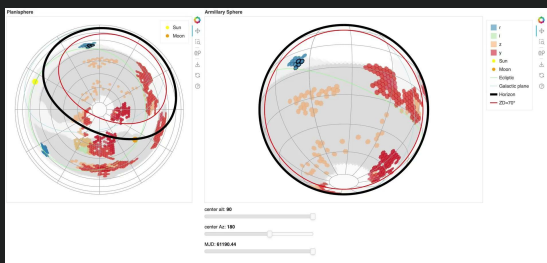 Planisphere
Sun
Moon
Armillary Sphere
r
i
z
y
Sun
Moon
Ecliptic
Galactic plane
Horizon
ZD=70°
center alt: 90
center Az: 180
MJD: 61198.44